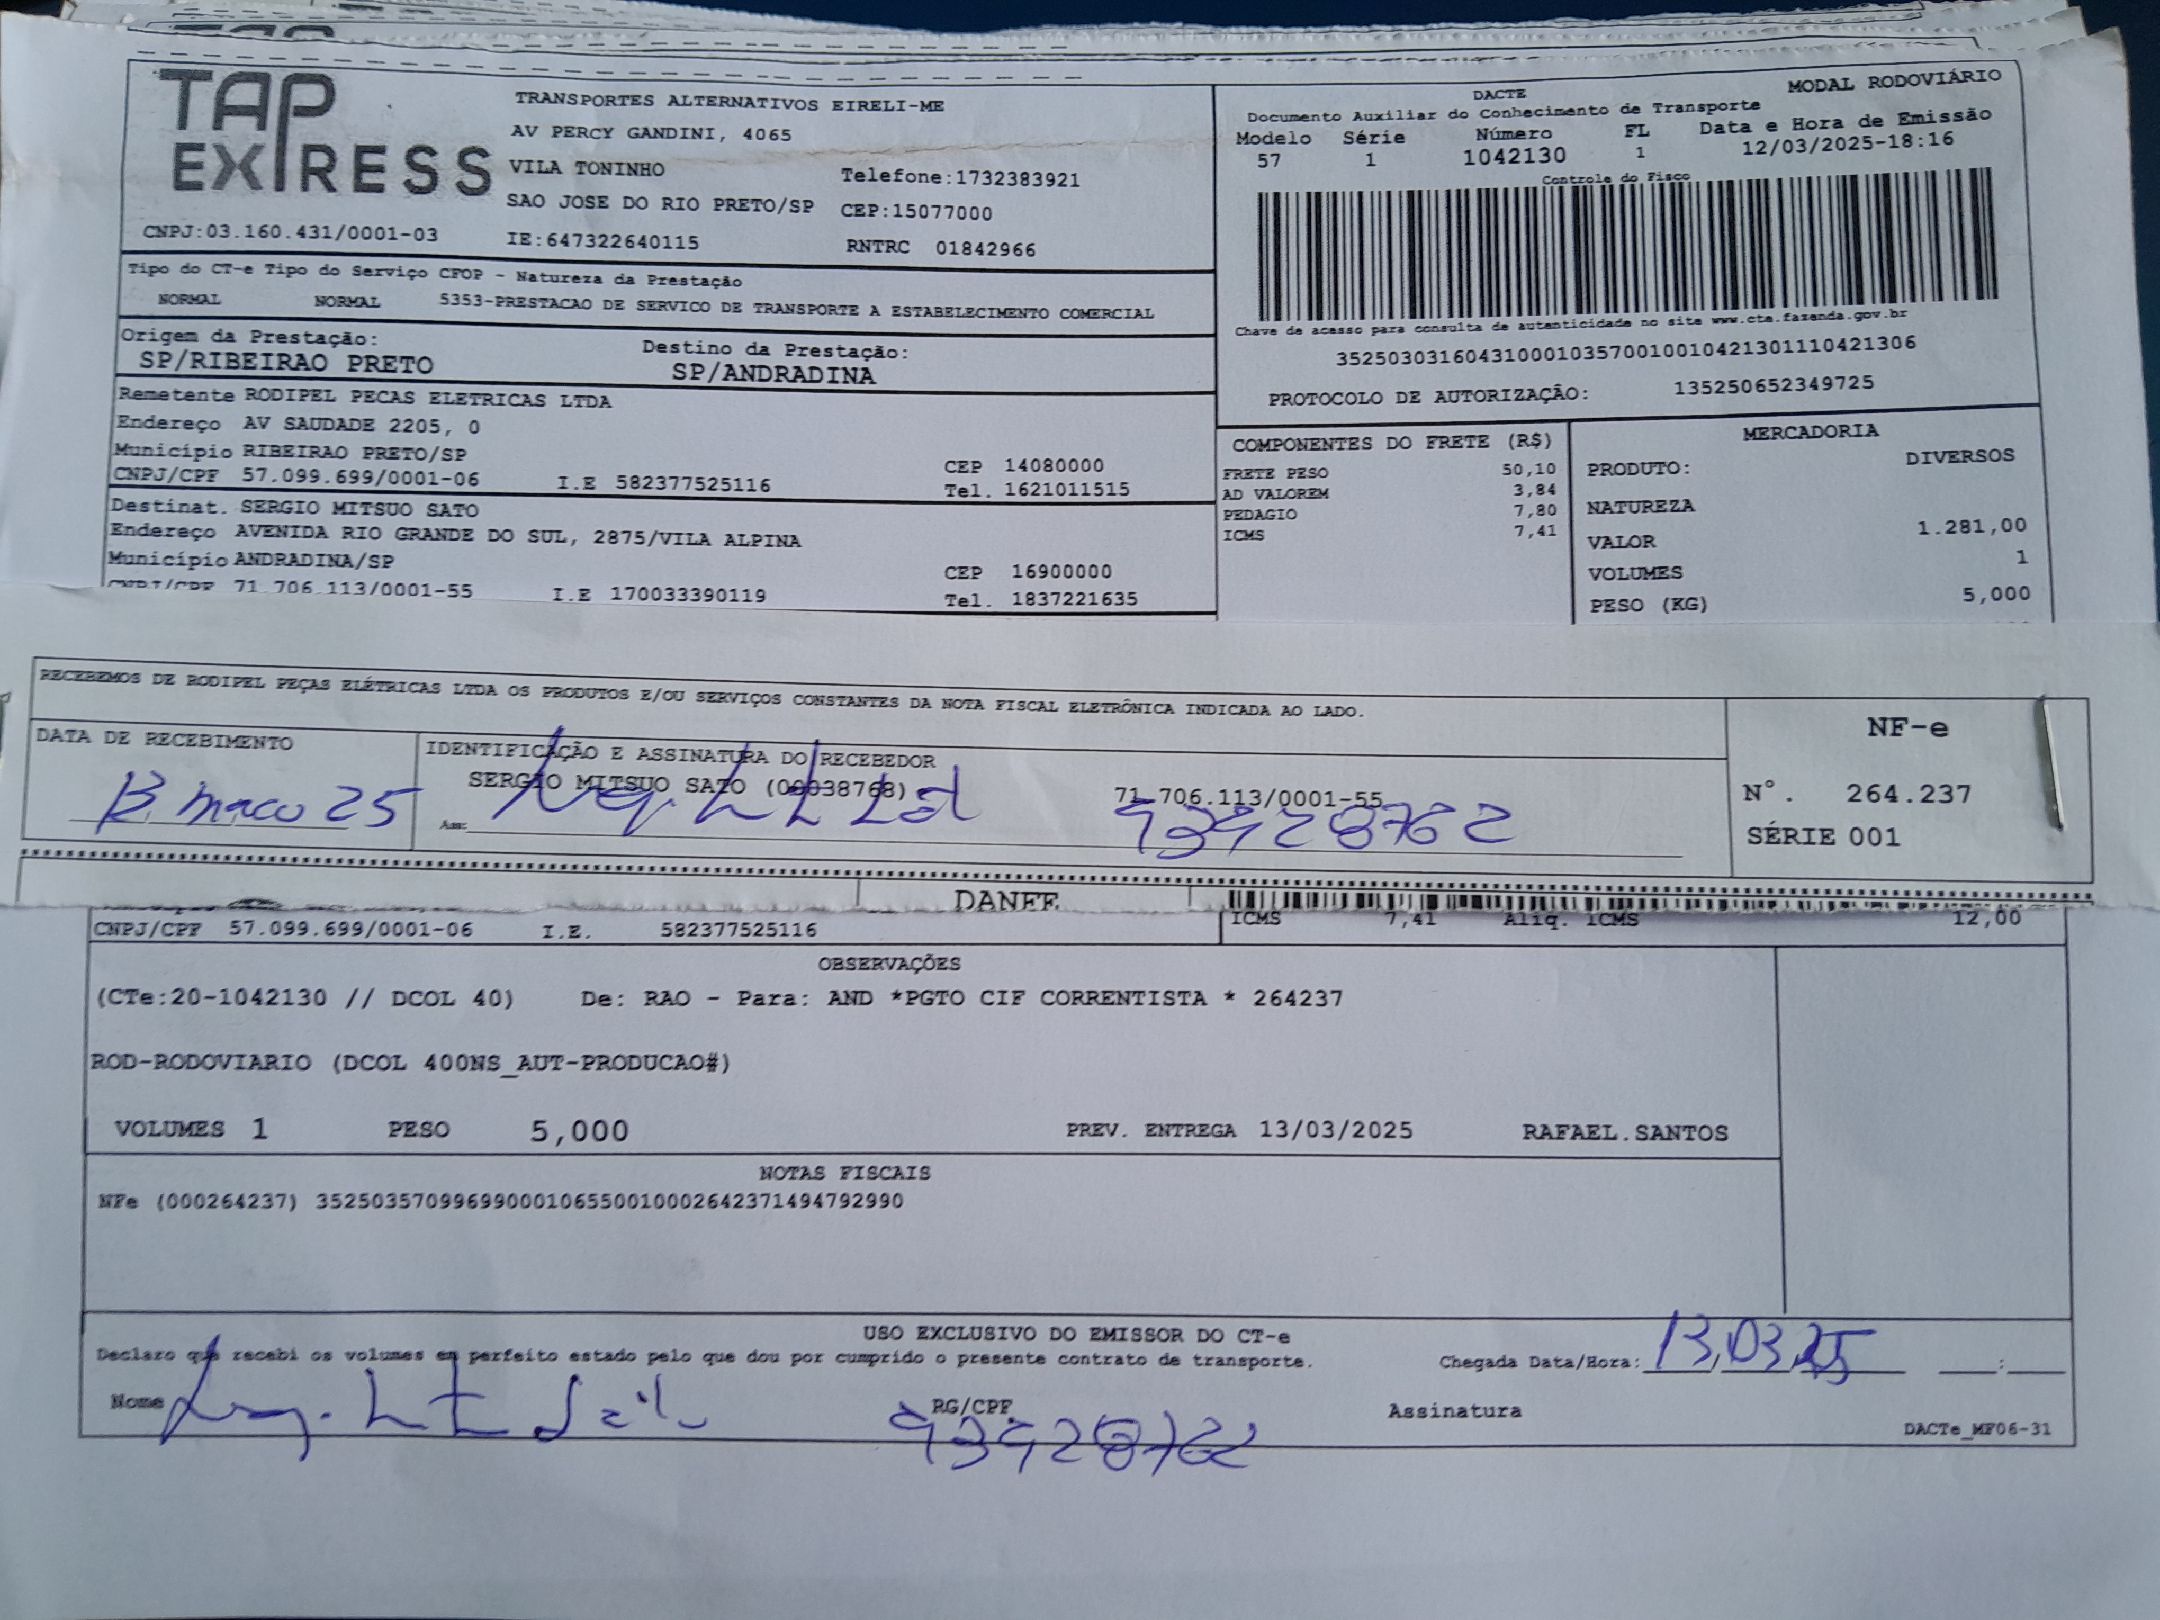 TAP EXPRESS
TRANSPORTES ALTERNATIVOS EIRELI-ME
AV PERCY GANDINI, 4065
VILA TONINHO Telefone:1732383921
SAO JOSE DO RIO PRETO/SP CEP:15077000
CNPJ:03.160.431/0001-03 IE:647322640115 RNTRC 01842966
DACTE MODAL RODOVIÁRIO
Documento Auxiliar do Conhecimento de Transporte
Modelo Série Número FL Data e Hora de Emissão
57 1 1042130 1 12/03/2025-18:16
Controle do Fisco
Chave de acesso para consulta de autenticidade no site www.cte.fazenda.gov.br
35250303160431000103570010010421301110421306
PROTOCOLO DE AUTORIZAÇÃO: 135250652349725
Tipo do CT-e Tipo do Serviço CFOP - Natureza da Prestação
NORMAL NORMAL 5353-PRESTACAO DE SERVICO DE TRANSPORTE A ESTABELECIMENTO COMERCIAL
Origem da Prestação: Destino da Prestação:
SP/RIBEIRAO PRETO SP/ANDRADINA
Remetente RODIPEL PECAS ELETRICAS LTDA
Endereço AV SAUDADE 2205, 0
Município RIBEIRAO PRETO/SP CEP 14080000
CNPJ/CPF 57.099.699/0001-06 I.E 582377525116 Tel. 1621011515
Destinat. SERGIO MITSUO SATO
Endereço AVENIDA RIO GRANDE DO SUL, 2875/VILA ALPINA
Município ANDRADINA/SP CEP 16900000
CNPJ/CPF 71.706.113/0001-55 I.E 170033390119 Tel. 1837221635
COMPONENTES DO FRETE (R$)
FRETE PESO 50,10
AD VALOREM 3,84
PEDAGIO 7,80
ICMS 7,41
MERCADORIA
PRODUTO: DIVERSOS
NATUREZA
VALOR 1.281,00
VOLUMES 1
PESO (KG) 5,000
RECEBEMOS DE RODIPEL PEÇAS ELÉTRICAS LTDA OS PRODUTOS E/OU SERVIÇOS CONSTANTES DA NOTA FISCAL ELETRÔNICA INDICADA AO LADO.
DATA DE RECEBIMENTO IDENTIFICAÇÃO E ASSINATURA DO RECEBEDOR
SERGIO MITSUO SATO (00038768) 71.706.113/0001-55
13 março 25
Ass:
NF-e
Nº. 264.237
SÉRIE 001
DANFE
CNPJ/CPF 57.099.699/0001-06 I.E. 582377525116 ICMS 7,41 Aliq. ICMS 12,00
OBSERVAÇÕES
(CTe:20-1042130 // DCOL 40) De: RAO - Para: AND *PGTO CIF CORRENTISTA * 264237
ROD-RODOVIARIO (DCOL 400NS_AUT-PRODUCAO#)
VOLUMES 1 PESO 5,000 PREV. ENTREGA 13/03/2025 RAFAEL.SANTOS
NOTAS FISCAIS
NFe (000264237) 35250357099699000106550010002642371494792990
USO EXCLUSIVO DO EMISSOR DO CT-e
Declaro que recebi os volumes em perfeito estado pelo que dou por cumprido o presente contrato de transporte. Chegada Data/Hora: 13,03,25 :
Nome RG/CPF Assinatura
DACTe_MF06-31